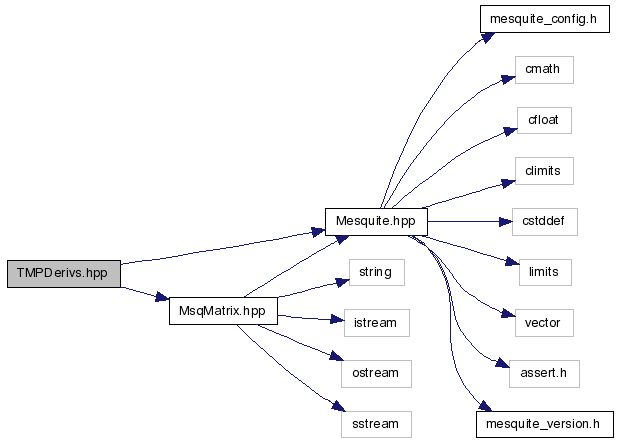 mesquite_config.h
cmath
cfloat
climits
Mesquite.hpp
cstddef
TMPDerivs.hpp
string
limits
MsqMatrix.hpp
istream
vector
ostream
assert.h
sstream
mesquite_version.h